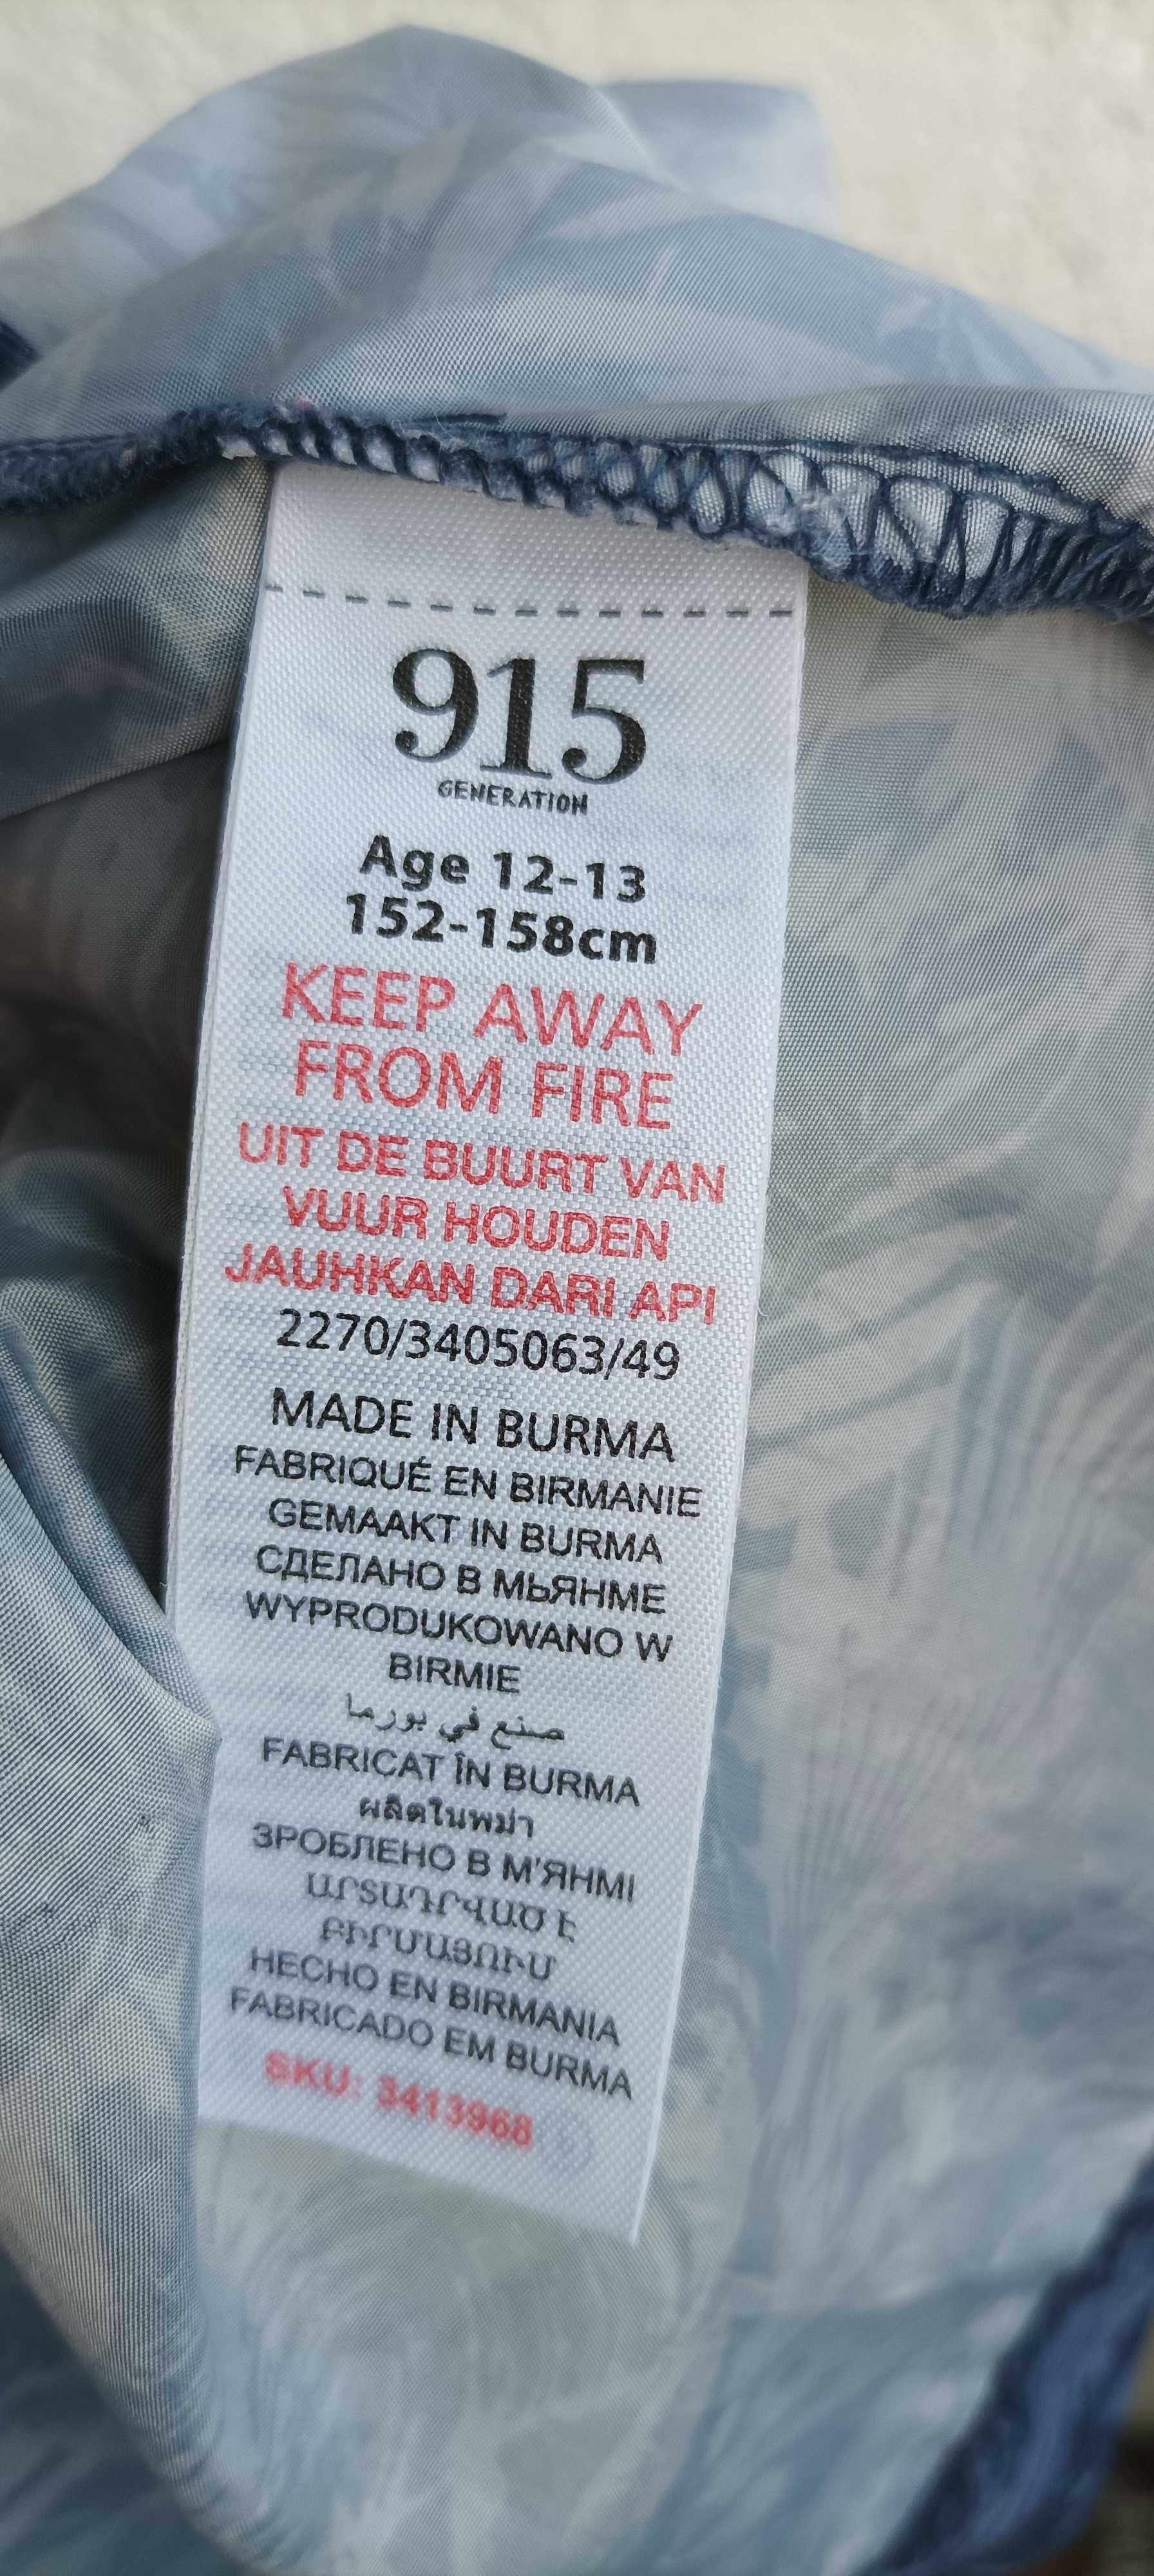 915
GENERATION
Age 12-13
152-158cm
KEEP AWAY
FROM FIRE
UIT DE BUURT VAN
VUUR HOUDEN
JAUHKAN DARI API
2270/3405063/49
MADE IN BURMA
FABRIQUÉ EN BIRMANIE
GEMAAKT IN BURMA
СДЕЛАНО В МЬЯНМЕ
WYPRODUKOWANO W
BIRMIE
صنع في بورما
FABRICAT ÎN BURMA
ผลิตในพม่า
ЗРОБЛЕНО В М'ЯНМІ
ԱՐՏԱԴՐՎԱԾ Է
ԲԻՐՄԱՅՈՒՄ
HECHO EN BIRMANIA
FABRICADO EM BURMA
SKU: 3413968